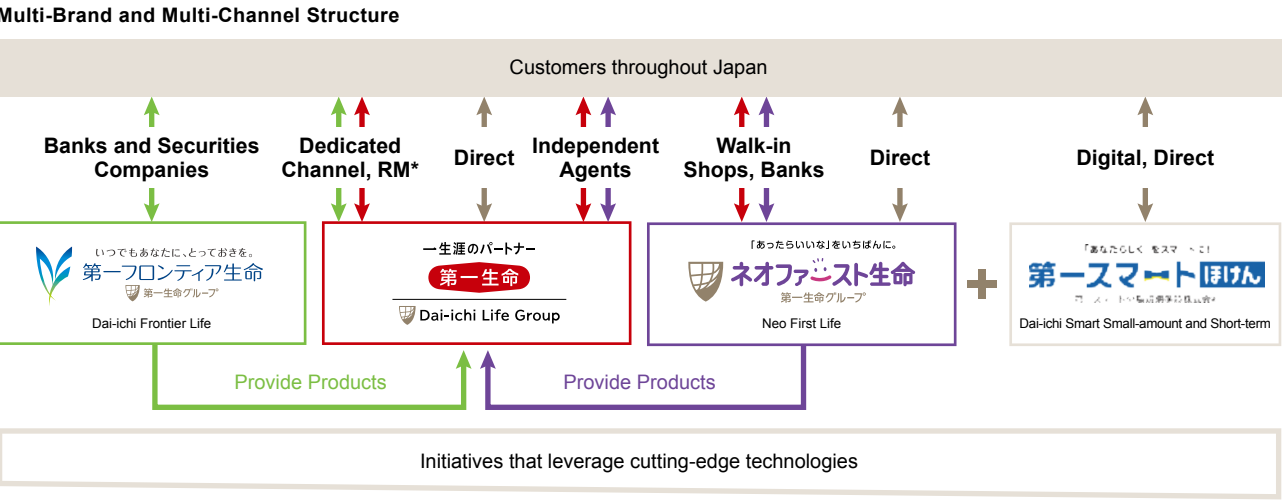 Multi-Brand and Multi-Channel Structure
Customers throughout Japan
Banks and Securities
Companies
Dedicated
Channel, RM*
Direct
Independent
Agents
Walk-in
Shops, Banks
Direct
Digital, Direct
いつでもあなたに、とっておきを。
第一フロンティア生命
第一生命グループ
Dai-ichi Frontier Life
一生涯のパートナー
第一生命
Dai-ichi Life Group
「あったらいいな」をいちばんに。
ネオファースト生命
第一生命グループ
Neo First Life
第一スマートほけん
Dai-ichi Smart Small-amount and Short-term
Provide Products
Provide Products
Initiatives that leverage cutting-edge technologies